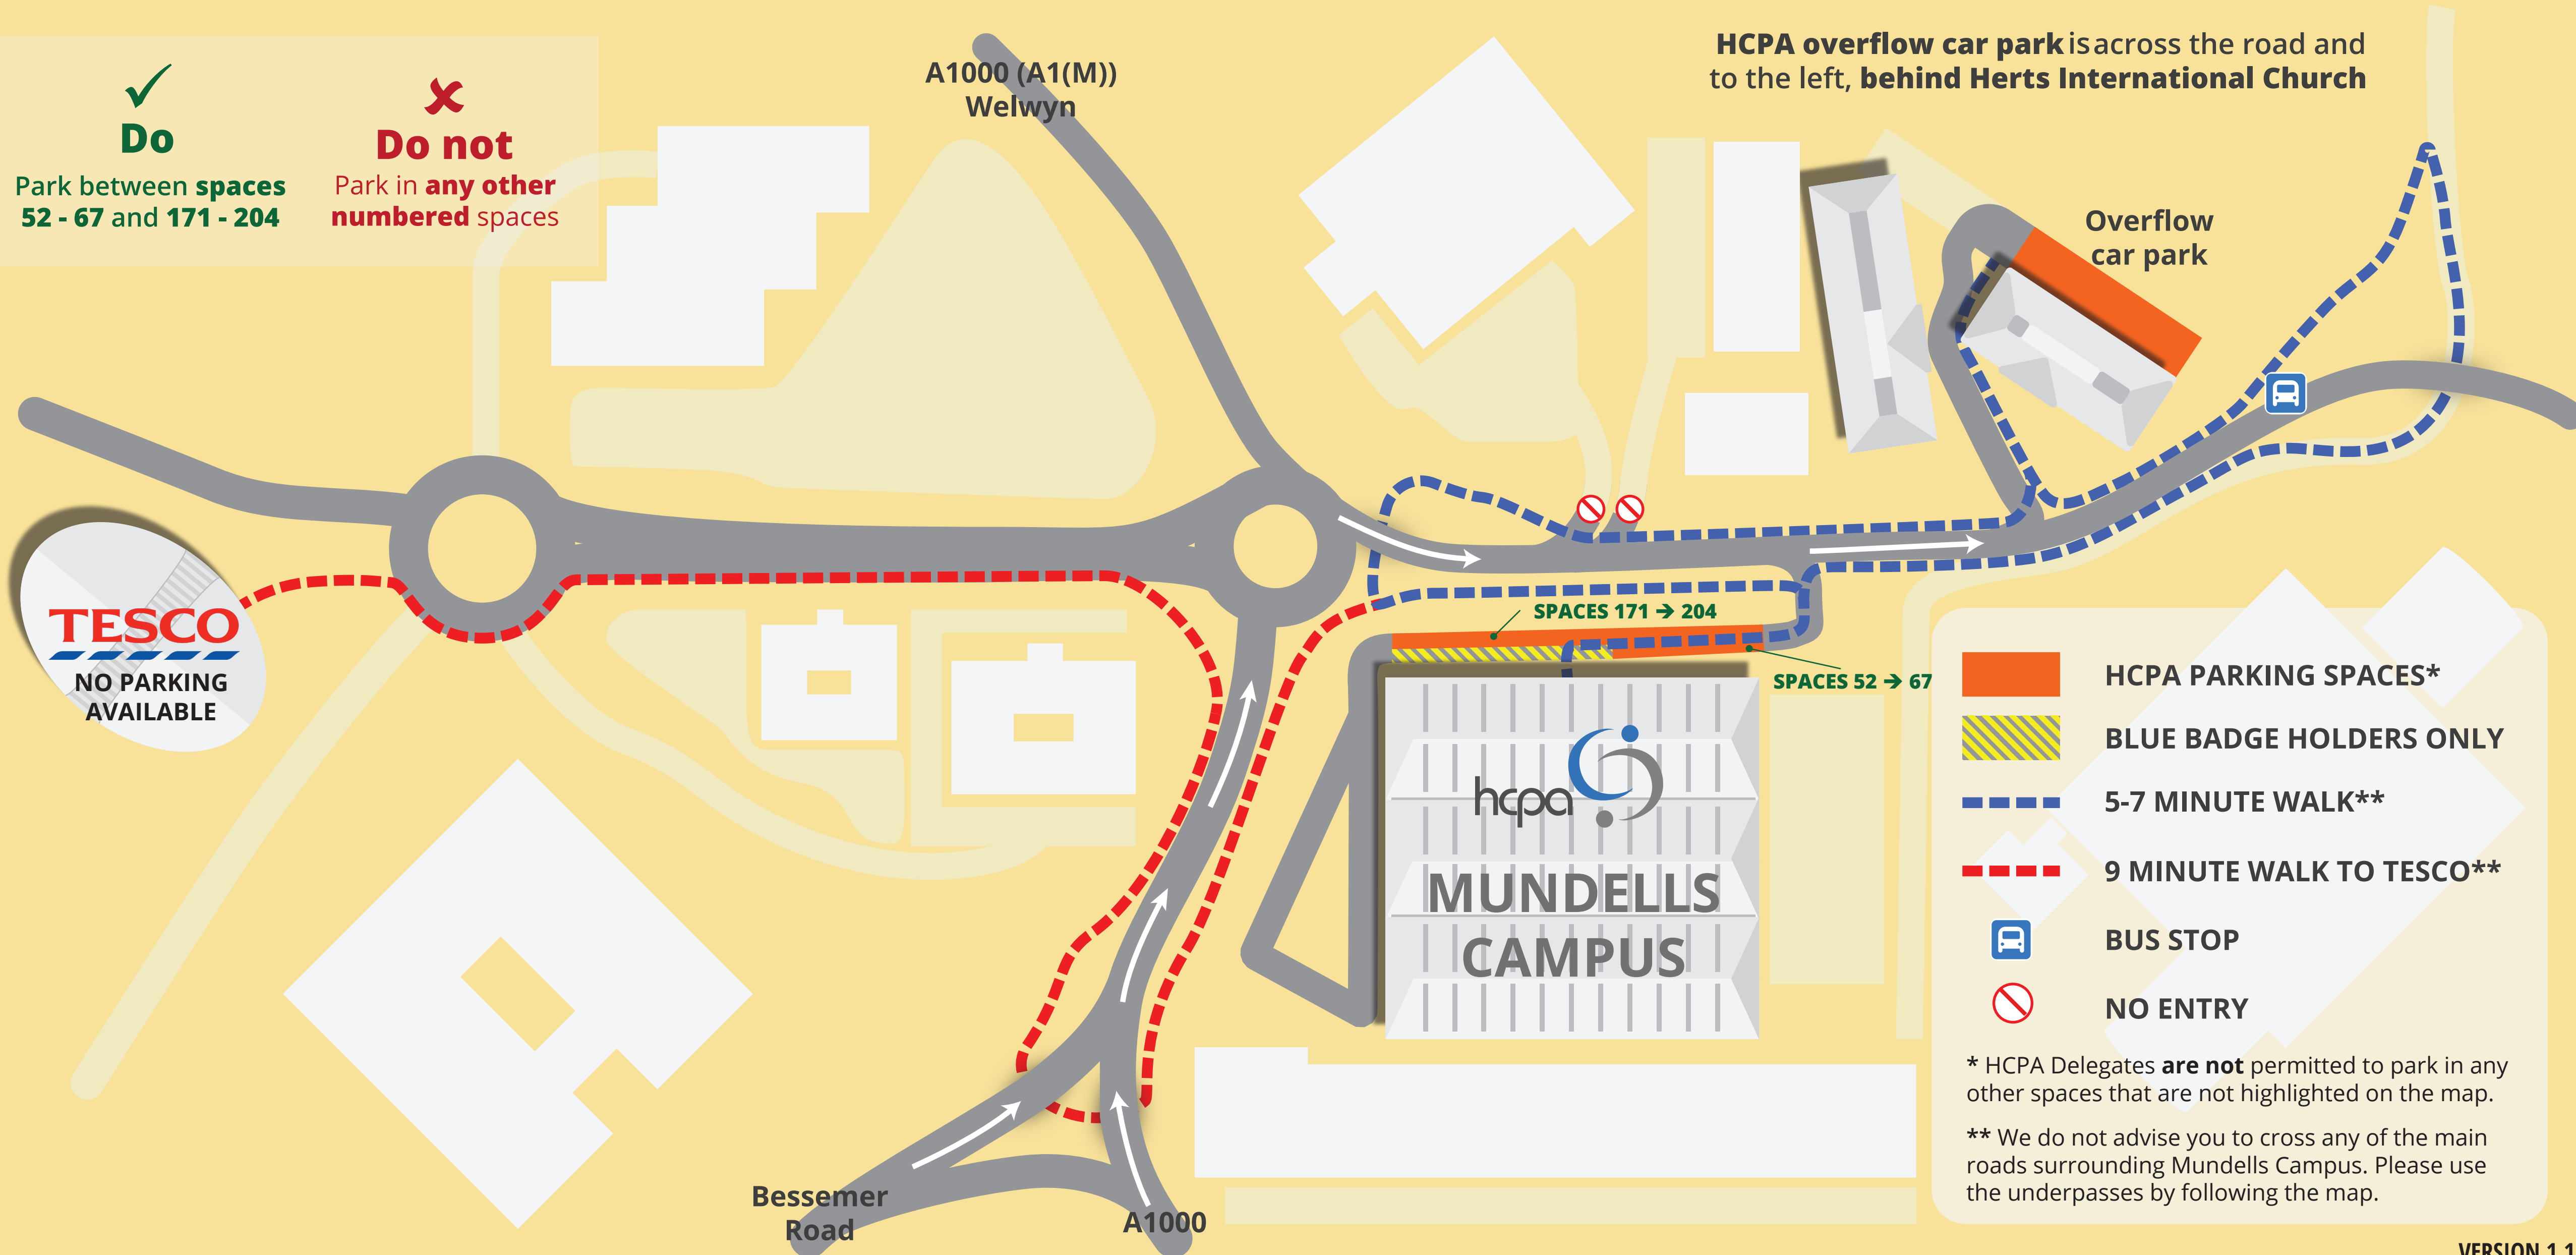 Do
Park between spaces
52 - 67 and 171 - 204
Do not
Park in any other
numbered spaces
A1000 (A1(M))
Welwyn
HCPA overflow car park is across the road and
to the left, behind Herts International Church
Overflow
car park
TESCO
NO PARKING
AVAILABLE
SPACES 171 → 204
SPACES 52 → 67
hcpa
MUNDELLS
CAMPUS
Bessemer
Road
A1000
HCPA PARKING SPACES*
BLUE BADGE HOLDERS ONLY
5-7 MINUTE WALK**
9 MINUTE WALK TO TESCO**
BUS STOP
NO ENTRY
* HCPA Delegates are not permitted to park in any
other spaces that are not highlighted on the map.
** We do not advise you to cross any of the main
roads surrounding Mundells Campus. Please use
the underpasses by following the map.
VERSION 1.1